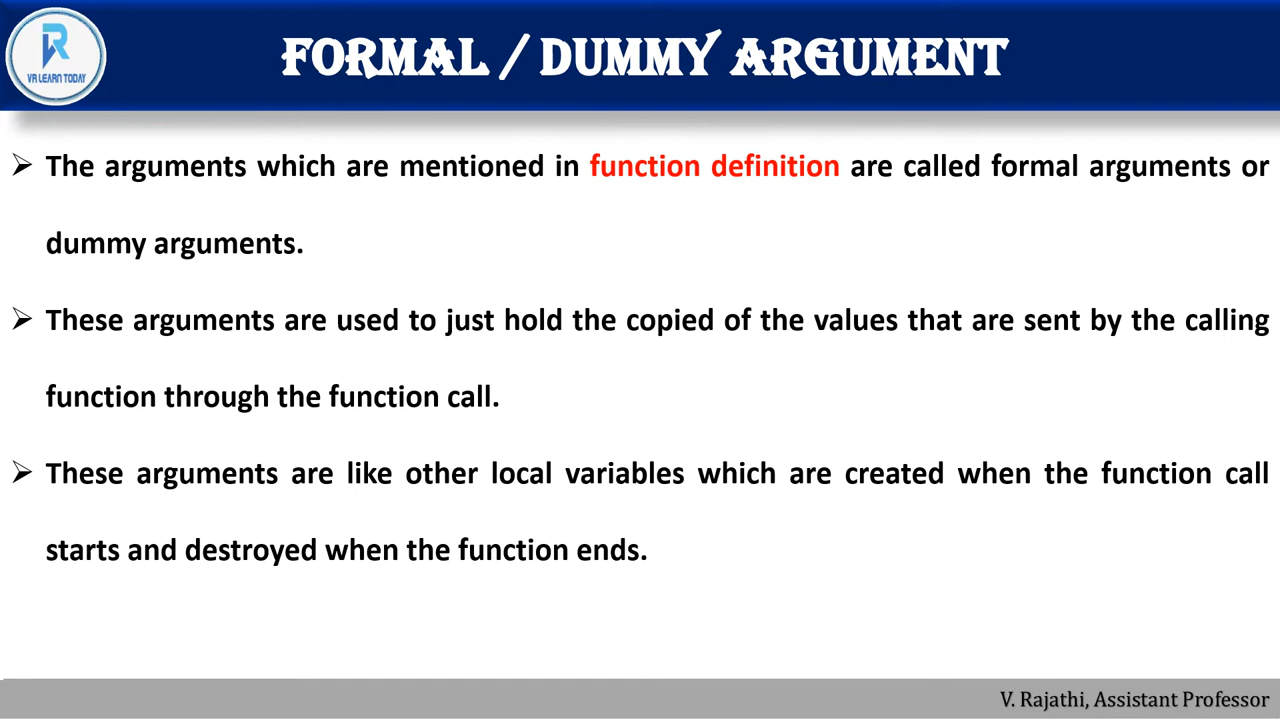 VR LEARN TODAY
FORMAL / DUMMY ARGUMENT
➢ The arguments which are mentioned in function definition are called formal arguments or
dummy arguments.
➢ These arguments are used to just hold the copied of the values that are sent by the calling
function through the function call.
➢ These arguments are like other local variables which are created when the function call
starts and destroyed when the function ends.
V. Rajathi, Assistant Professor